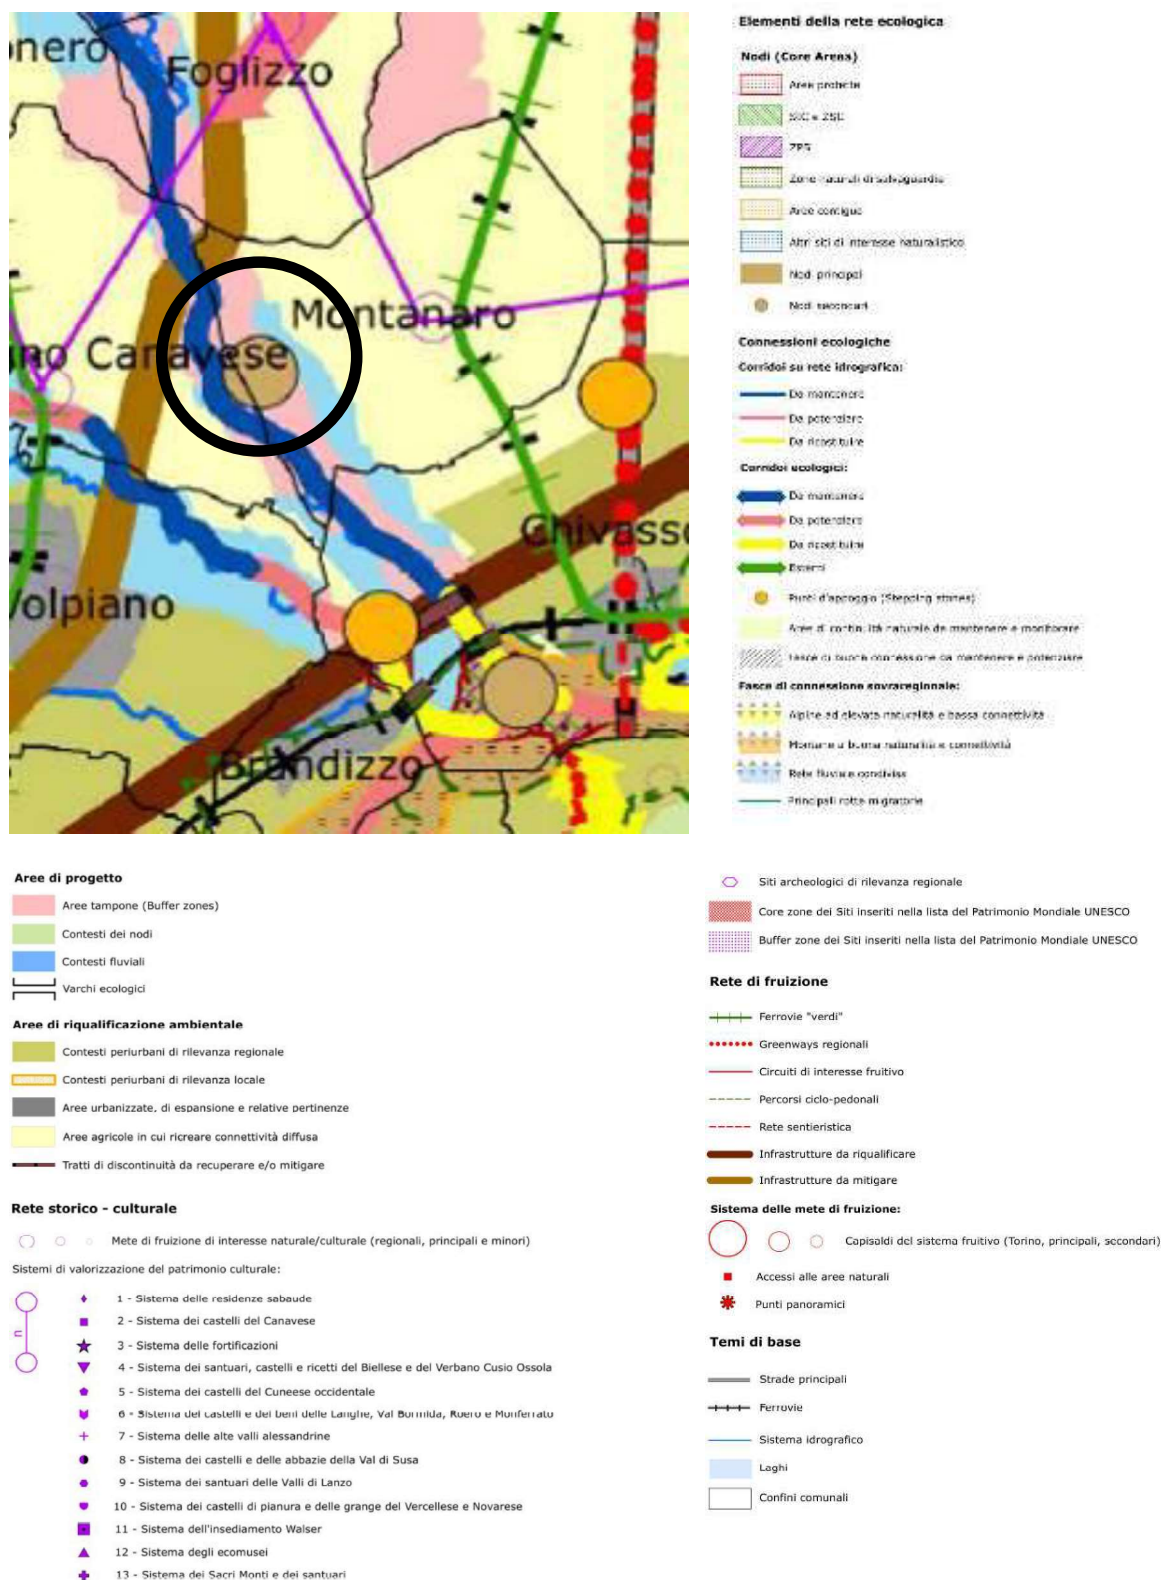 nero
Foglizzo
Montanaro
no Canavese
Chivasso
Volpiano
Brandizzo
Elementi della rete ecologica
Nodi (Core Areas)
Aree protette
SIC e ZSC
ZPS
Zone naturali di salvaguardia
Aree contigue
Altri siti di interesse naturalistico
Nodi principali
Nodi secondari
Connessioni ecologiche
Corridoi su rete idrografica:
Da mantenere
Da potenziare
Da ricostituire
Corridoi ecologici:
Da mantenere
Da potenziare
Da ricostituire
Esterni
Punti d'appoggio (Stepping stones)
Aree di continuità naturale da mantenere e monitorare
Fasce di buona connessione da mantenere e potenziare
Fasce di connessione sovraregionale:
Alpine ad elevata naturalità e bassa connettività
Montane a buona naturalità e connettività
Rete fluviale condivisa
Principali rotte migratorie
Aree di progetto
Aree tampone (Buffer zones)
Contesti dei nodi
Contesti fluviali
Varchi ecologici
Aree di riqualificazione ambientale
Contesti periurbani di rilevanza regionale
Contesti periurbani di rilevanza locale
Aree urbanizzate, di espansione e relative pertinenze
Aree agricole in cui ricreare connettività diffusa
Tratti di discontinuità da recuperare e/o mitigare
Rete storico - culturale
Mete di fruizione di interesse naturale/culturale (regionali, principali e minori)
Sistemi di valorizzazione del patrimonio culturale:
n
1 - Sistema delle residenze sabaude
2 - Sistema dei castelli del Canavese
3 - Sistema delle fortificazioni
4 - Sistema dei santuari, castelli e ricetti del Biellese e del Verbano Cusio Ossola
5 - Sistema dei castelli del Cuneese occidentale
6 - Sistema dei castelli e dei beni delle Langhe, Val Bormida, Roero e Monferrato
7 - Sistema delle alte valli alessandrine
8 - Sistema dei castelli e delle abbazie della Val di Susa
9 - Sistema dei santuari delle Valli di Lanzo
10 - Sistema dei castelli di pianura e delle grange del Vercellese e Novarese
11 - Sistema dell'insediamento Walser
12 - Sistema degli ecomusei
13 - Sistema dei Sacri Monti e dei santuari
Siti archeologici di rilevanza regionale
Core zone dei Siti inseriti nella lista del Patrimonio Mondiale UNESCO
Buffer zone dei Siti inseriti nella lista del Patrimonio Mondiale UNESCO
Rete di fruizione
Ferrovie "verdi"
Greenways regionali
Circuiti di interesse fruitivo
Percorsi ciclo-pedonali
Rete sentieristica
Infrastrutture da riqualificare
Infrastrutture da mitigare
Sistema delle mete di fruizione:
Capisaldi del sistema fruitivo (Torino, principali, secondari)
Accessi alle aree naturali
Punti panoramici
Temi di base
Strade principali
Ferrovie
Sistema idrografico
Laghi
Confini comunali